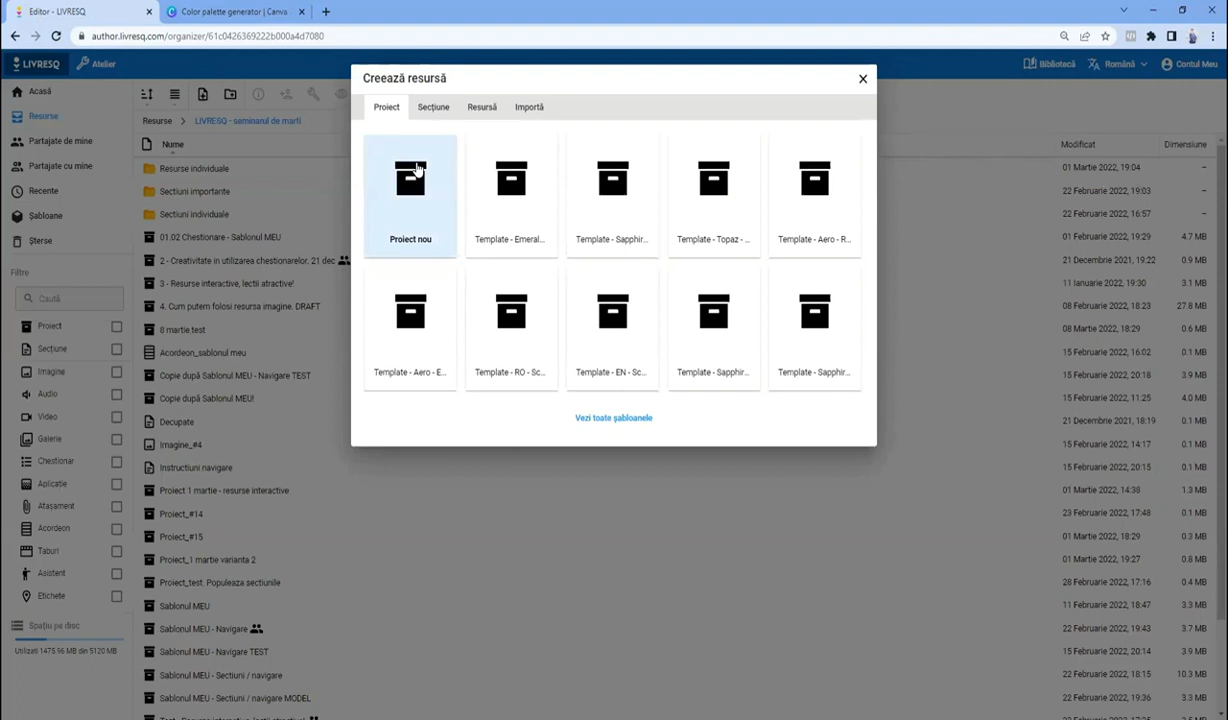 Editor - LIVRESQ
Color palette generator | Canva
author.livresq.com/organizer/61c0426369222b000a4d7080
LIVRESQ
Atelier
Bibliotecă
Română
Contul Meu
Acasă
Resurse
Partajate de mine
Partajate cu mine
Recente
Șabloane
Șterse
Filtre
Caută
Proiect
Secțiune
Imagine
Audio
Video
Galerie
Chestionar
Aplicație
Atașament
Acordeon
Taburi
Asistent
Etichete
Spațiu pe disc
Utilizati 1475.96 MB din 5120 MB
Resurse > LIVRESQ - seminarul de marti
Nume
Modificat
Dimensiune
Resurse individuale
01 Martie 2022, 19:04
–
Sectiuni importante
22 Februarie 2022, 19:03
–
Sectiuni individuale
22 Februarie 2022, 16:57
–
01.02 Chestionare - Sablonul MEU
01 Februarie 2022, 19:29
4.7 MB
2 - Creativitate in utilizarea chestionarelor. 21 dec
21 Decembrie 2021, 19:22
0.9 MB
3 - Resurse interactive, lectii atractive!
11 Ianuarie 2022, 19:30
3.1 MB
4. Cum putem folosi resursa imagine. DRAFT
08 Februarie 2022, 18:23
27.8 MB
8 martie test
08 Martie 2022, 18:29
0.6 MB
Acordeon_sablonul meu
15 Februarie 2022, 16:02
0.1 MB
Copie după Sablonul MEU - Navigare TEST
15 Februarie 2022, 20:18
3.9 MB
Copie după Sablonul MEU!
15 Februarie 2022, 11:25
4.0 MB
Decupate
21 Decembrie 2021, 18:19
0.1 MB
Imagine_#4
15 Februarie 2022, 14:17
0.1 MB
Instructiuni navigare
15 Februarie 2022, 20:15
0.1 MB
Proiect 1 martie - resurse interactive
01 Martie 2022, 14:38
1.3 MB
Proiect_#14
23 Februarie 2022, 17:48
0.1 MB
Proiect_#15
01 Martie 2022, 18:29
0.3 MB
Proiect_1 martie varianta 2
01 Martie 2022, 19:27
0.8 MB
Proiect_test. Populeaza sectiunile
28 Februarie 2022, 17:16
0.4 MB
Sablonul MEU
11 Februarie 2022, 18:47
3.3 MB
Sablonul MEU - Navigare
22 Februarie 2022, 19:43
3.7 MB
Sablonul MEU - Navigare TEST
15 Februarie 2022, 20:14
3.9 MB
Sablonul MEU - Sectiuni / navigare
22 Februarie 2022, 18:15
10.3 MB
Sablonul MEU - Sectiuni / navigare MODEL
22 Februarie 2022, 19:36
3.3 MB
Creează resursă
Proiect
Secțiune
Resursă
Importă
Proiect nou
Template - Emeral...
Template - Sapphir...
Template - Topaz - ...
Template - Aero - R...
Template - Aero - E...
Template - RO - Sc...
Template - EN - Sc...
Template - Sapphir...
Template - Sapphir...
Vezi toate șabloanele